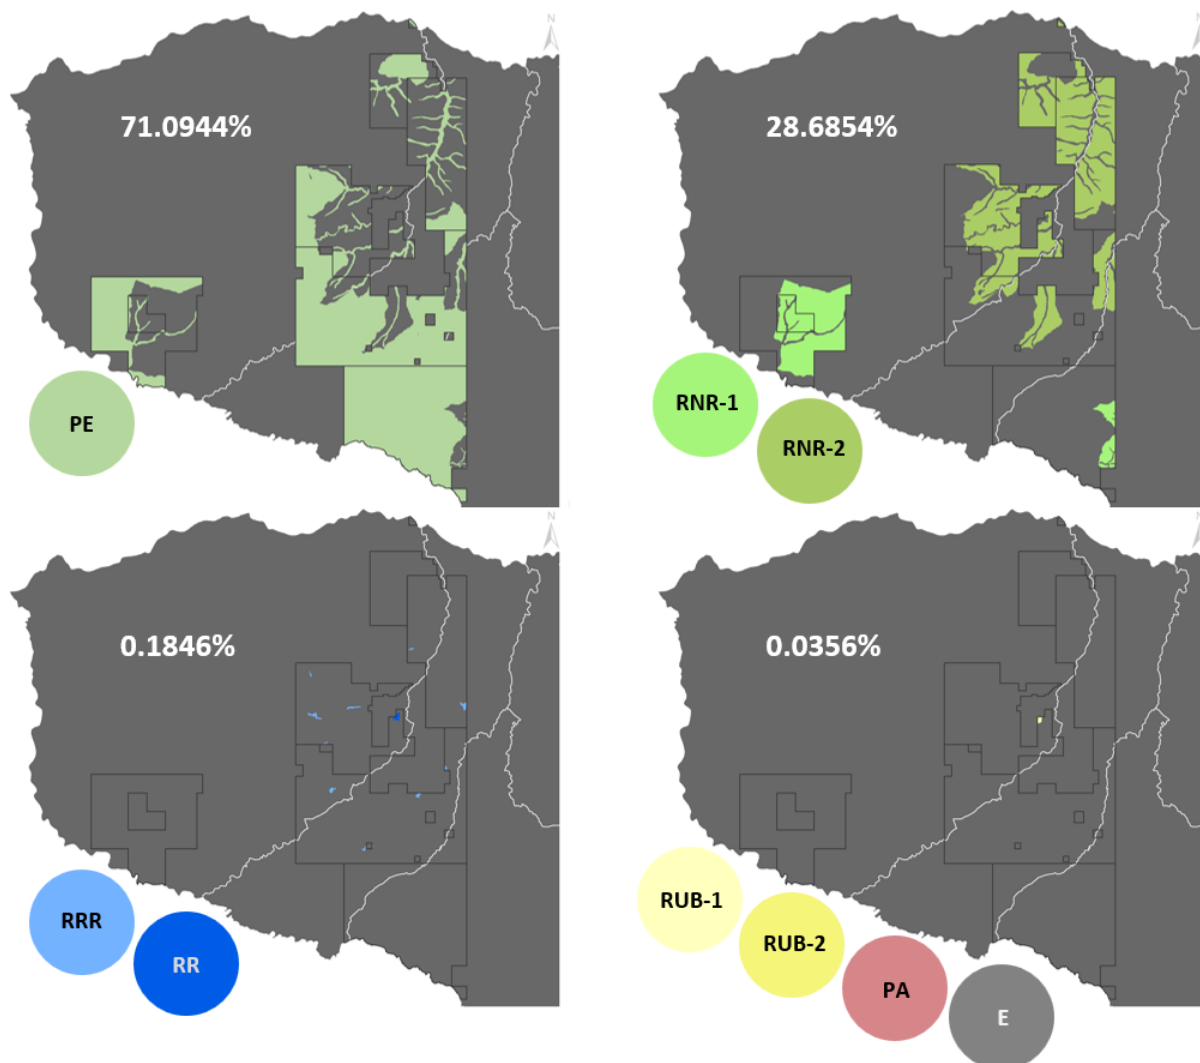 N
71.0944%
PE
N
28.6854%
RNR-1
RNR-2
N
0.1846%
RRR
RR
N
0.0356%
RUB-1
RUB-2
PA
E